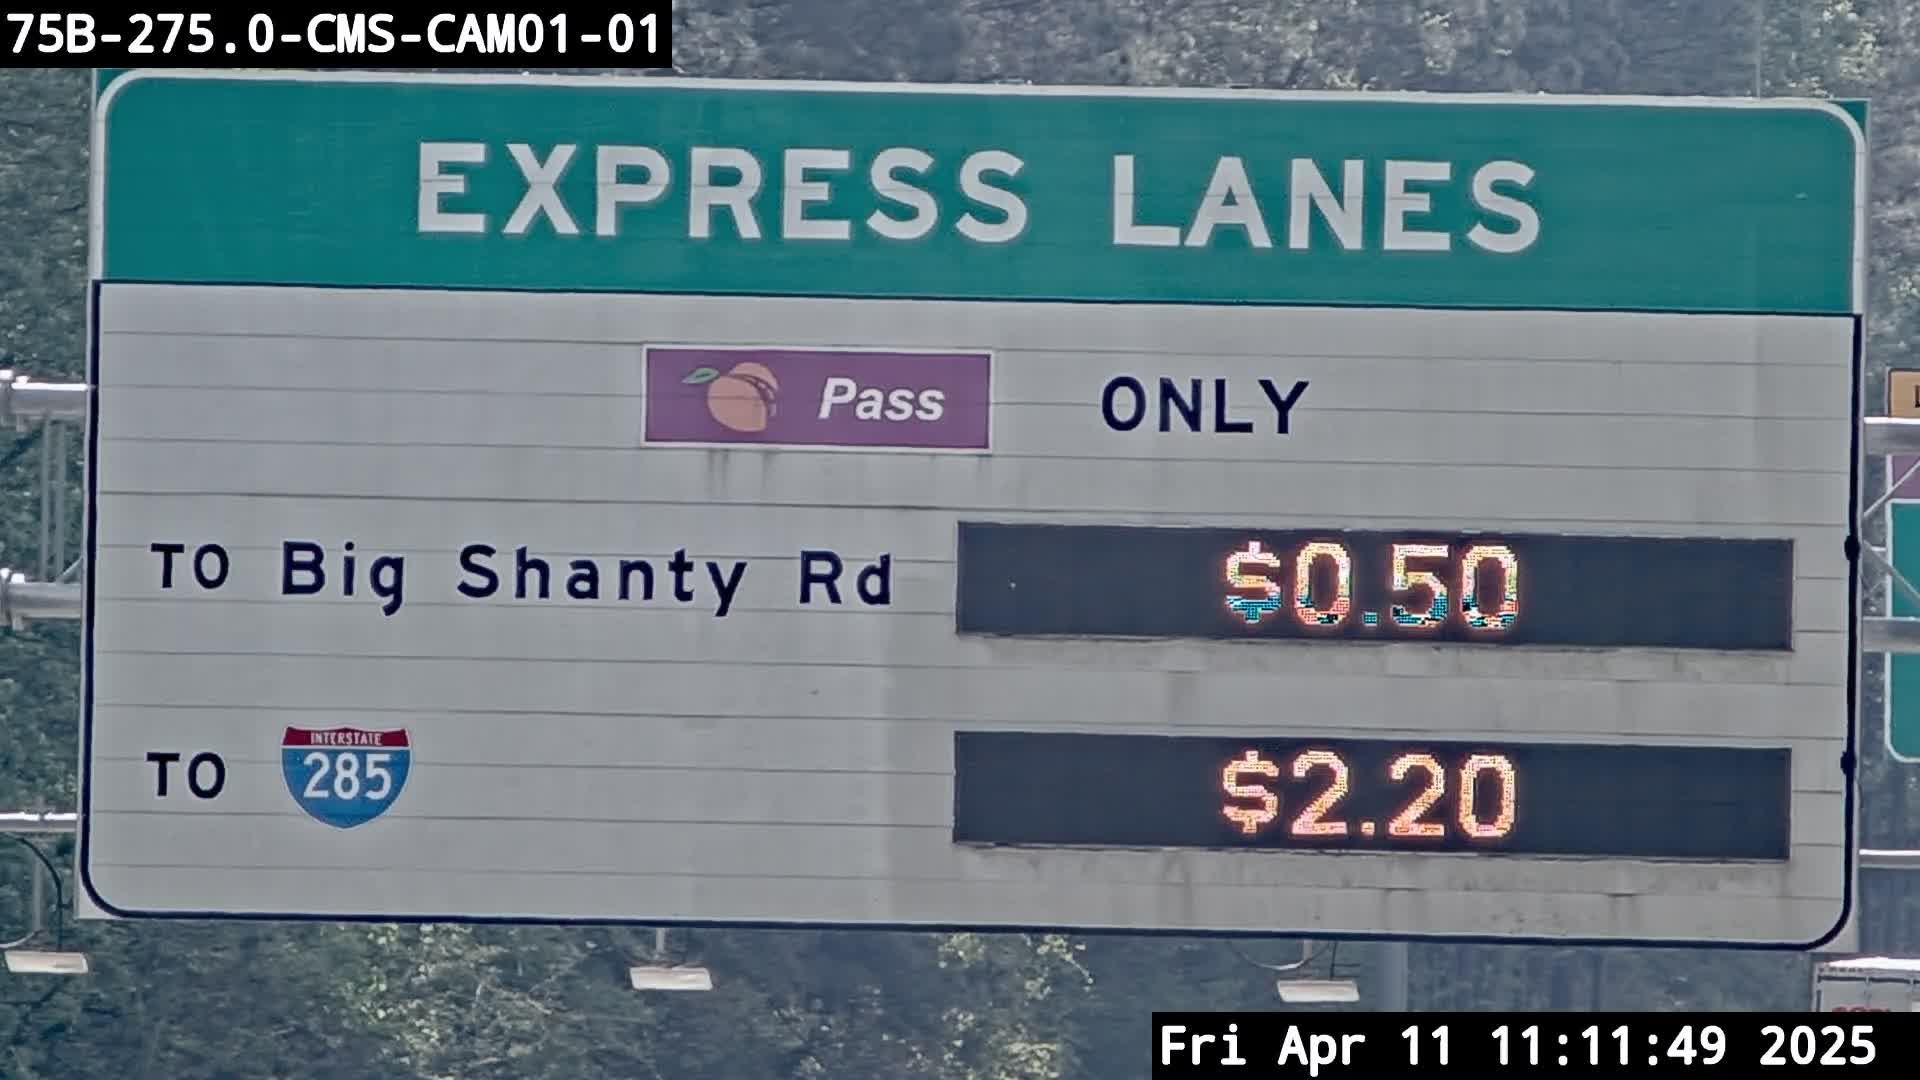 75B-275.0-CMS-CAM01-01
EXPRESS LANES
Pass ONLY
TO Big Shanty Rd $0.50
TO INTERSTATE 285 $2.20
Fri Apr 11 11:11:49 2025